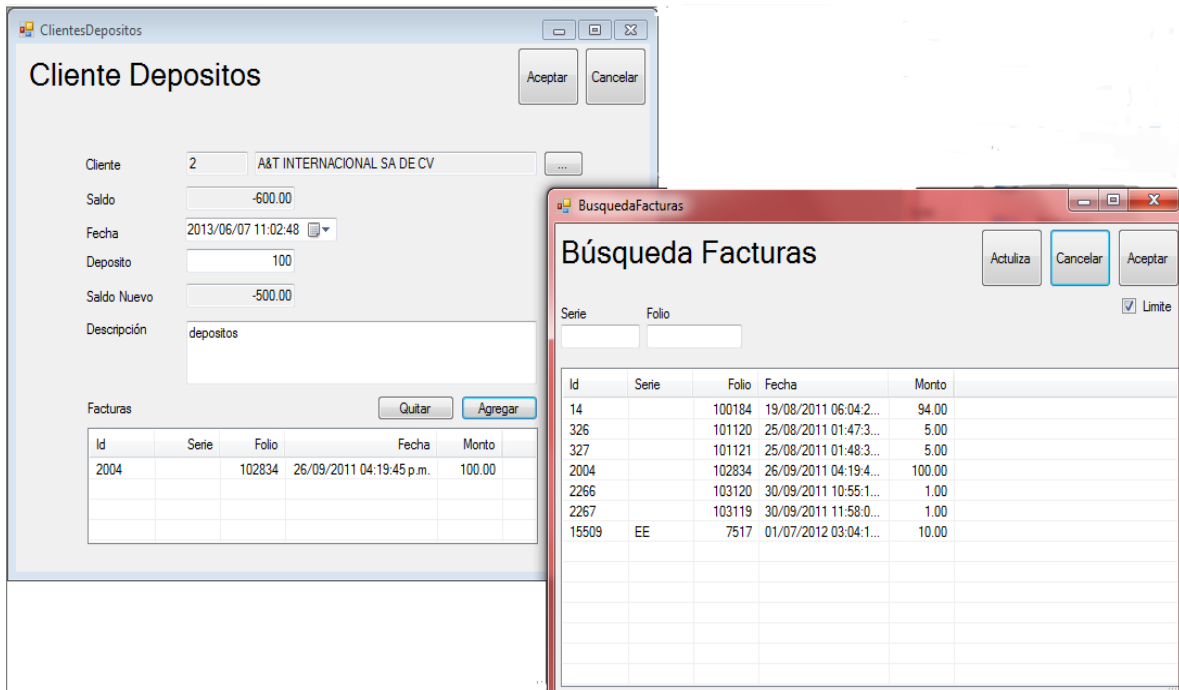 ClientesDepositos
Cliente Depositos
Aceptar
Cancelar
Cliente 2 A&T INTERNACIONAL SA DE CV ...
Saldo -600.00
Fecha 2013/06/07 11:02:48
Deposito 100
Saldo Nuevo -500.00
Descripción depositos
Facturas Quitar Agregar
Id Serie Folio Fecha Monto
2004 102834 26/09/2011 04:19:45 p.m. 100.00
BusquedaFacturas
Búsqueda Facturas
Actuliza
Cancelar
Aceptar
Limite
Serie Folio
Id Serie Folio Fecha Monto
14 100184 19/08/2011 06:04:2... 94.00
326 101120 25/08/2011 01:47:3... 5.00
327 101121 25/08/2011 01:48:3... 5.00
2004 102834 26/09/2011 04:19:4... 100.00
2266 103120 30/09/2011 10:55:1... 1.00
2267 103119 30/09/2011 11:58:0... 1.00
15509 EE 7517 01/07/2012 03:04:1... 10.00